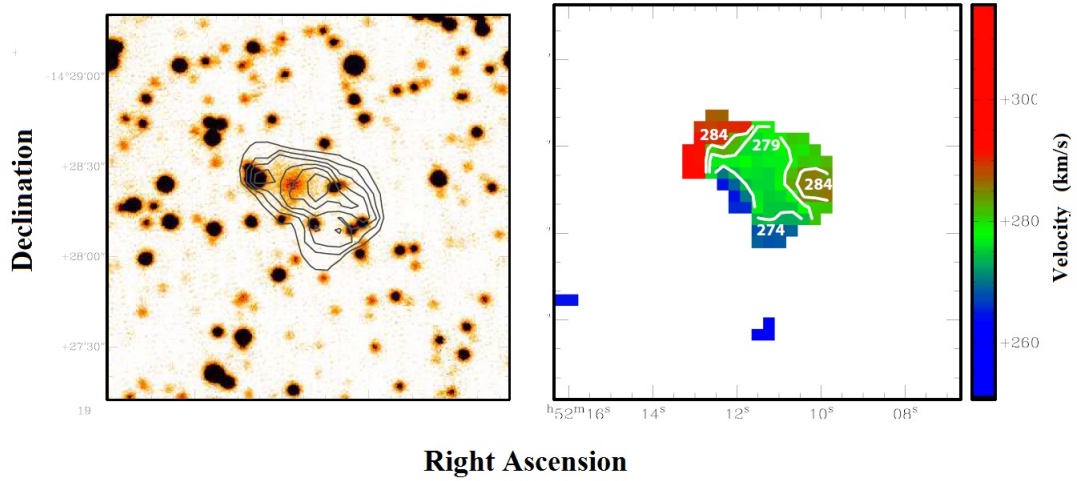 Declination
-14°29'00"
+28'30"
+28'00"
+27'30"
19
284
279
284
274
h52m16s
14s
12s
10s
08s
+300
+280
+260
Velocity (km/s)
Right Ascension